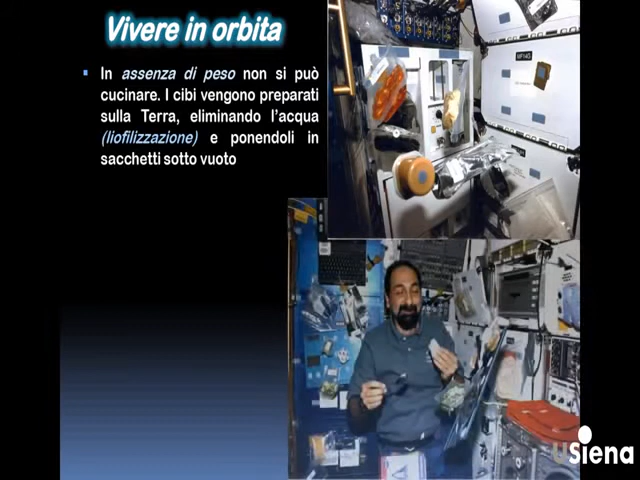 Vivere in orbita
In assenza di peso non si può
cucinare. I cibi vengono preparati
sulla Terra, eliminando l'acqua
(liofilizzazione) e ponendoli in
sacchetti sotto vuoto
USiena